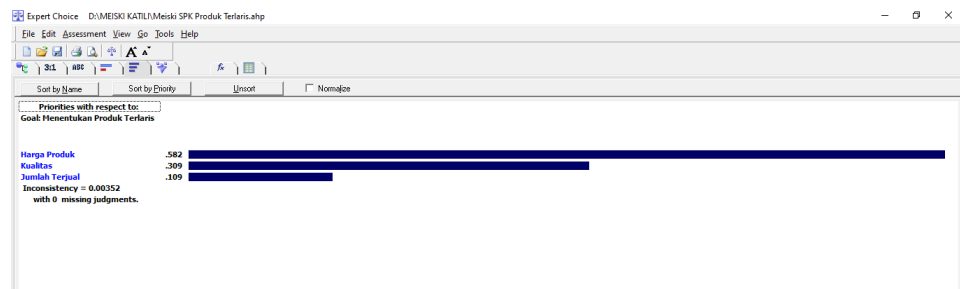 Expert Choice D:\MEISKI KATILI\Meiski SPK Produk Terlaris.ahp
File Edit Assessment View Go Tools Help
A A
3:1 ABC fx
Sort by Name Sort by Priority Unsort Normalize
Priorities with respect to:
Goal: Menentukan Produk Terlaris
Harga Produk .582
Kualitas .309
Jumlah Terjual .109
Inconsistency = 0.00352
with 0 missing judgments.